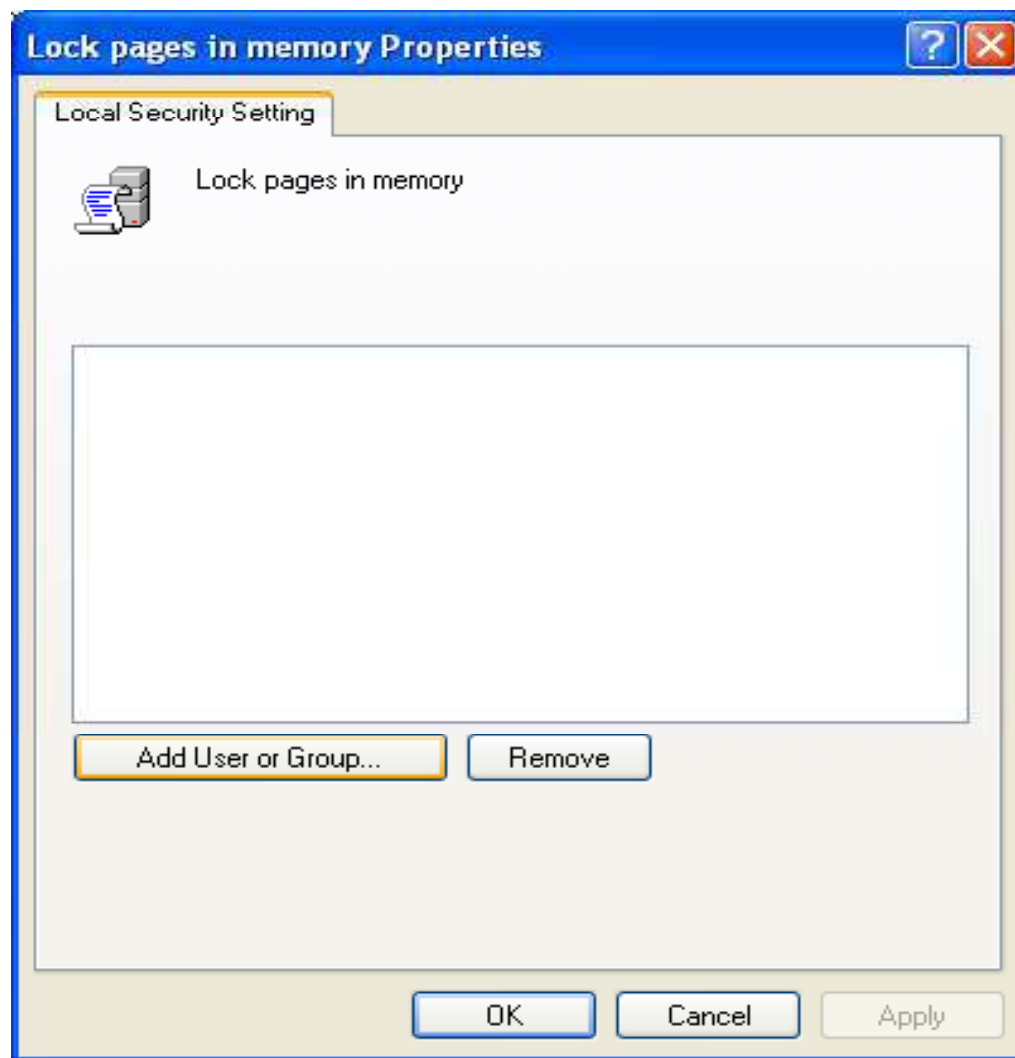 Lock pages in memory Properties
?
Local Security Setting
Lock pages in memory
Add User or Group...
Remove
OK
Cancel
Apply